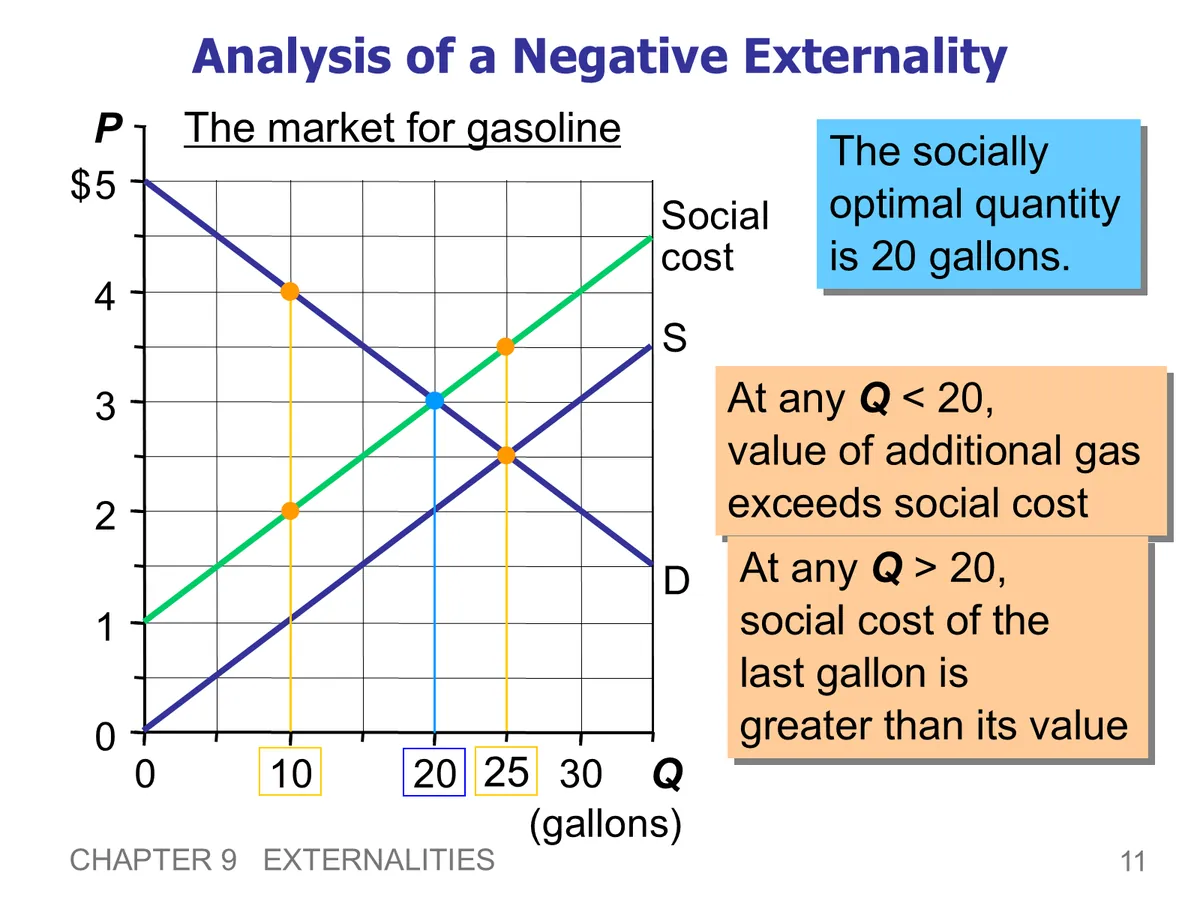 Analysis of a Negative Externality
P
The market for gasoline
$5
4
3
2
1
0
0
10
20
25
30
Q
(gallons)
Social
cost
S
D
The socially
optimal quantity
is 20 gallons.
At any Q < 20,
value of additional gas
exceeds social cost
At any Q > 20,
social cost of the
last gallon is
greater than its value
CHAPTER 9 EXTERNALITIES
11